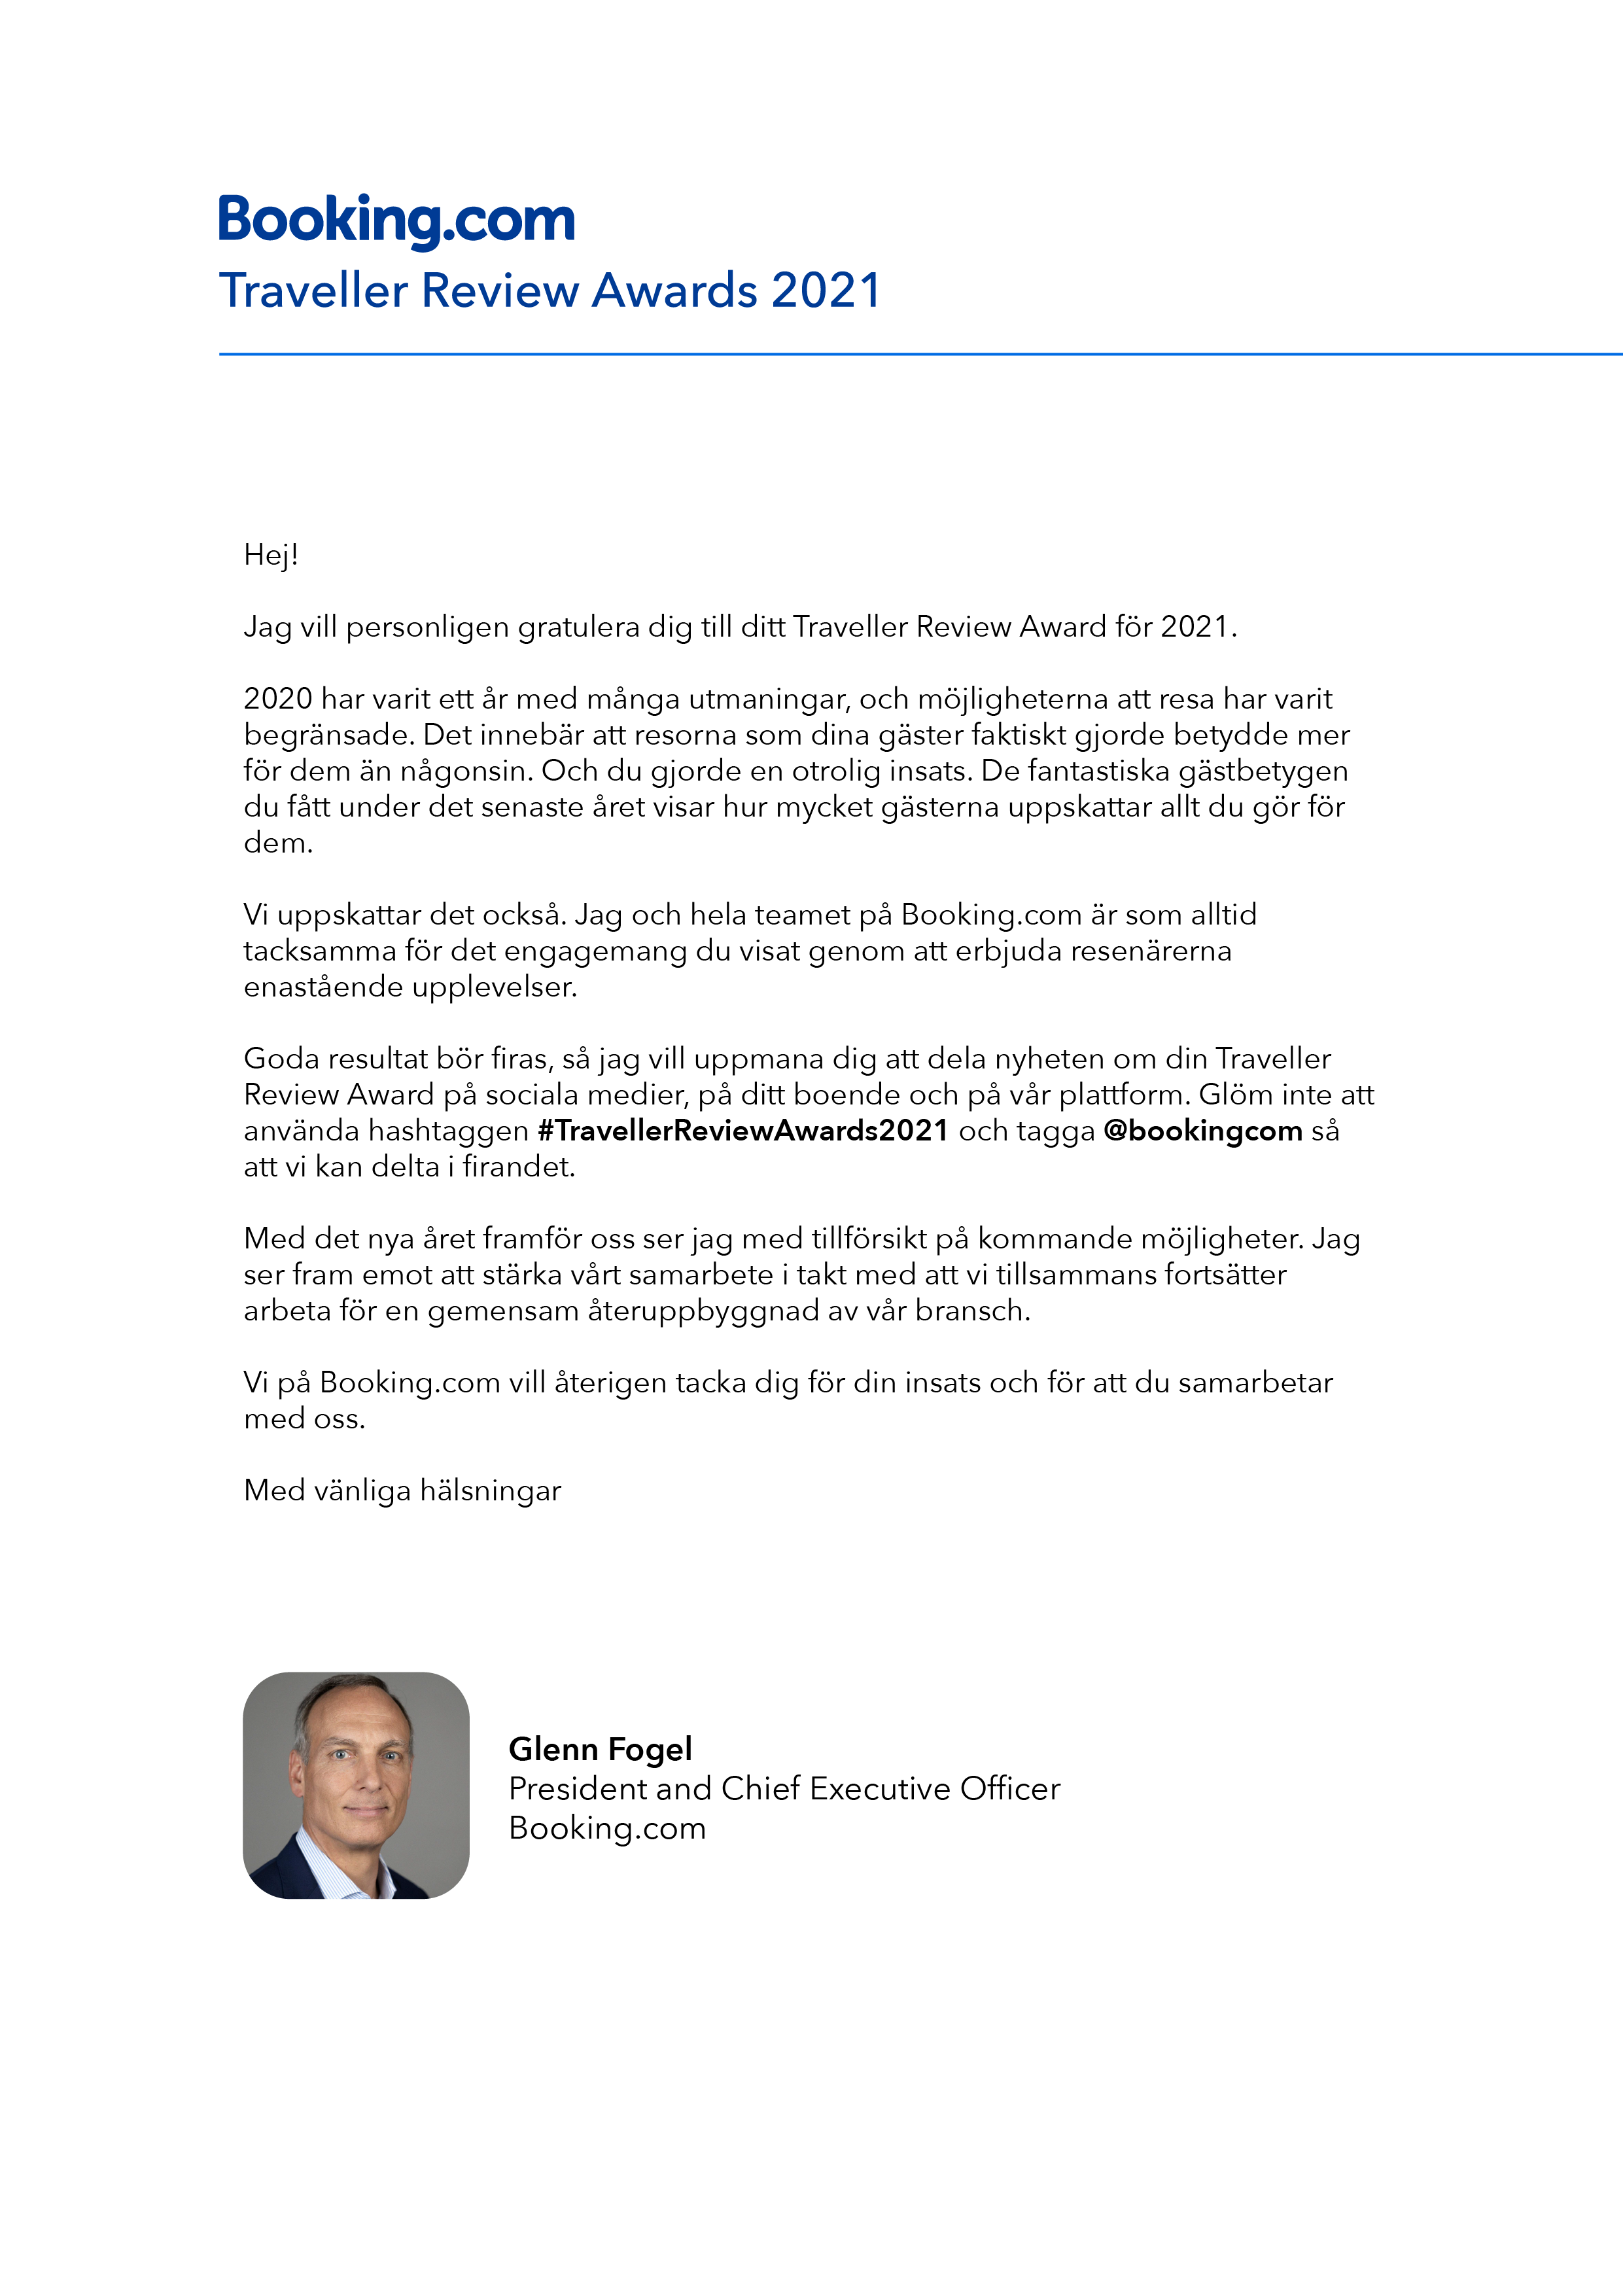 Booking.com
Traveller Review Awards 2021
Hej!
Jag vill personligen gratulera dig till ditt Traveller Review Award för 2021.
2020 har varit ett år med många utmaningar, och möjligheterna att resa har varit
begränsade. Det innebär att resorna som dina gäster faktiskt gjorde betydde mer
för dem än någonsin. Och du gjorde en otrolig insats. De fantastiska gästbetygen
du fått under det senaste året visar hur mycket gästerna uppskattar allt du gör för
dem.
Vi uppskattar det också. Jag och hela teamet på Booking.com är som alltid
tacksamma för det engagemang du visat genom att erbjuda resenärerna
enastående upplevelser.
Goda resultat bör firas, så jag vill uppmana dig att dela nyheten om din Traveller
Review Award på sociala medier, på ditt boende och på vår plattform. Glöm inte att
använda hashtaggen #TravellerReviewAwards2021 och tagga @bookingcom så
att vi kan delta i firandet.
Med det nya året framför oss ser jag med tillförsikt på kommande möjligheter. Jag
ser fram emot att stärka vårt samarbete i takt med att vi tillsammans fortsätter
arbeta för en gemensam återuppbyggnad av vår bransch.
Vi på Booking.com vill återigen tacka dig för din insats och för att du samarbetar
med oss.
Med vänliga hälsningar
Glenn Fogel
President and Chief Executive Officer
Booking.com